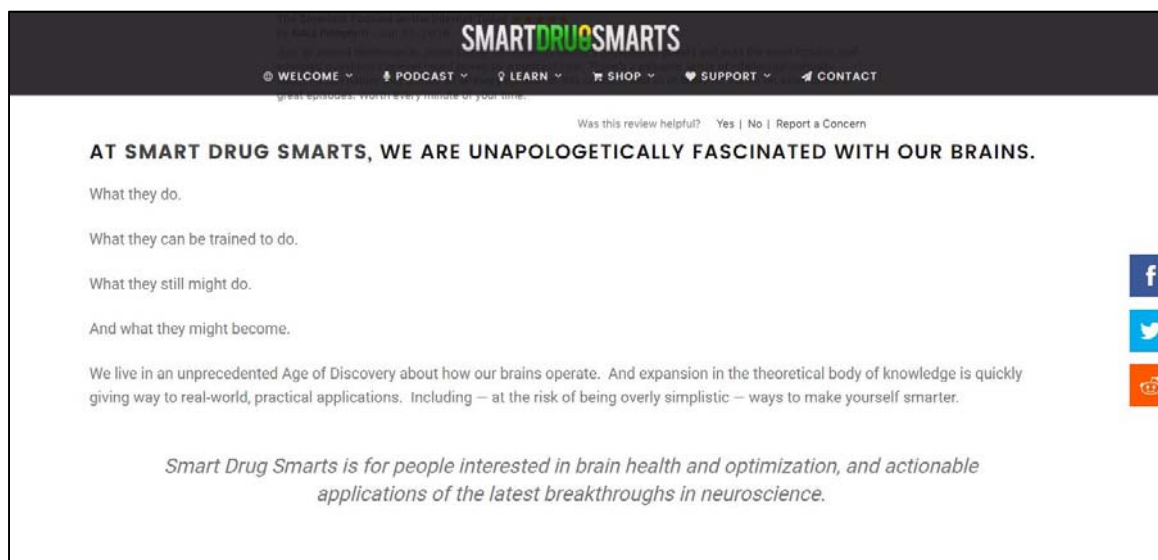 SMARTDRUGSMARTS
WELCOME PODCAST LEARN SHOP SUPPORT CONTACT
great episodes. Worth every minute of your time.
Was this review helpful? Yes | No | Report a Concern
AT SMART DRUG SMARTS, WE ARE UNAPOLOGETICALLY FASCINATED WITH OUR BRAINS.
What they do.
What they can be trained to do.
What they still might do.
And what they might become.
We live in an unprecedented Age of Discovery about how our brains operate. And expansion in the theoretical body of knowledge is quickly
giving way to real-world, practical applications. Including — at the risk of being overly simplistic — ways to make yourself smarter.
Smart Drug Smarts is for people interested in brain health and optimization, and actionable
applications of the latest breakthroughs in neuroscience.